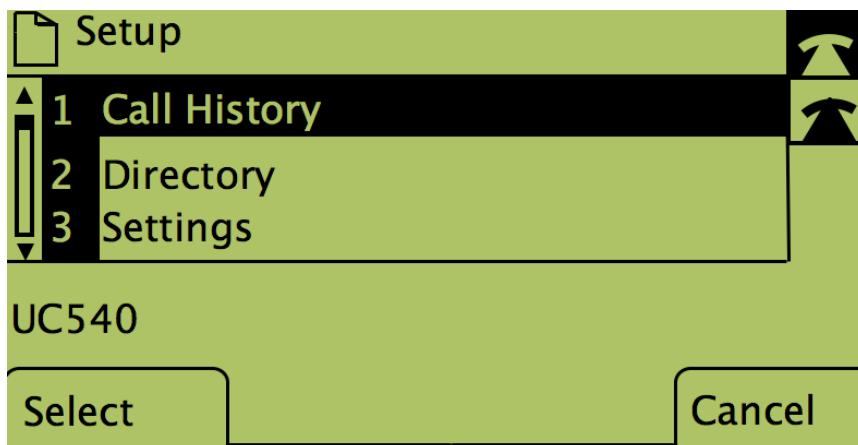 Setup
1 Call History
2 Directory
3 Settings
UC540
Select Cancel